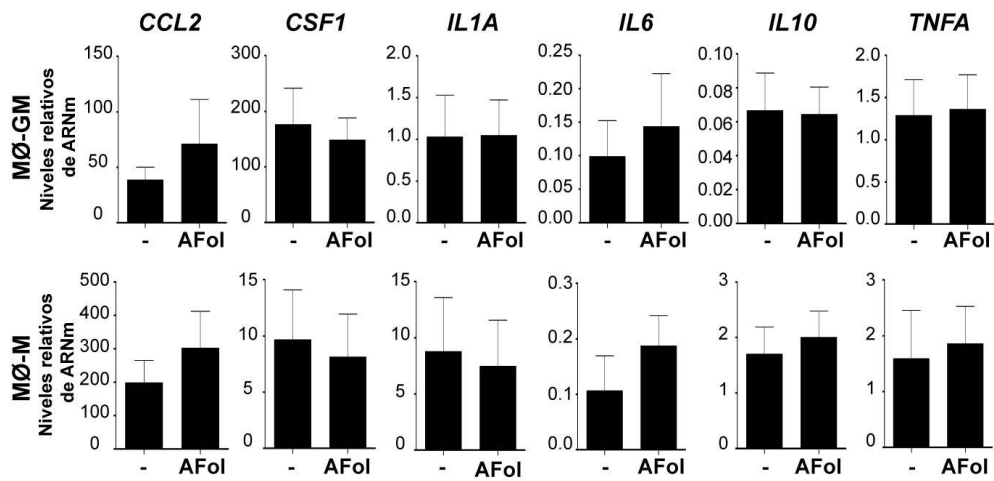 CCL2 CSF1 IL1A IL6 IL10 TNFA
MØ-GM
Niveles relativos
de ARNm
150
100
50
0
- AFol
300
200
100
0
- AFol
2.0
1.5
1.0
0.5
0.0
- AFol
0.25
0.20
0.15
0.10
0.05
0.00
- AFol
0.10
0.08
0.06
0.04
0.02
0.00
- AFol
2.0
1.5
1.0
0.5
0.0
- AFol
MØ-M
Niveles relativos
de ARNm
500
400
300
200
100
0
- AFol
15
10
5
0
- AFol
15
10
5
0
- AFol
0.3
0.2
0.1
0.0
- AFol
3
2
1
0
- AFol
3
2
1
0
- AFol